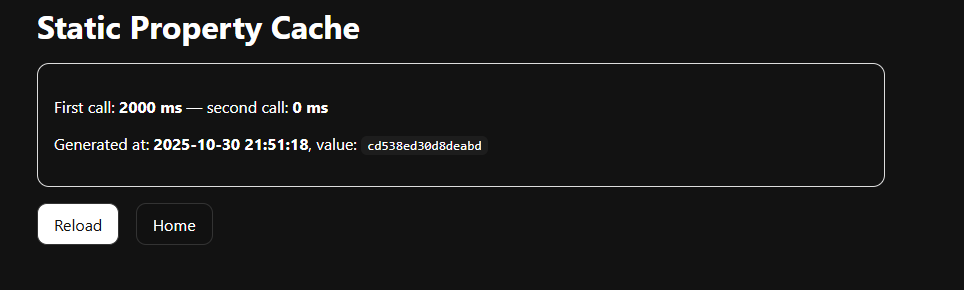 Static Property Cache
First call: 2000 ms — second call: 0 ms
Generated at: 2025-10-30 21:51:18, value: cd538ed30d8deabd
Reload
Home